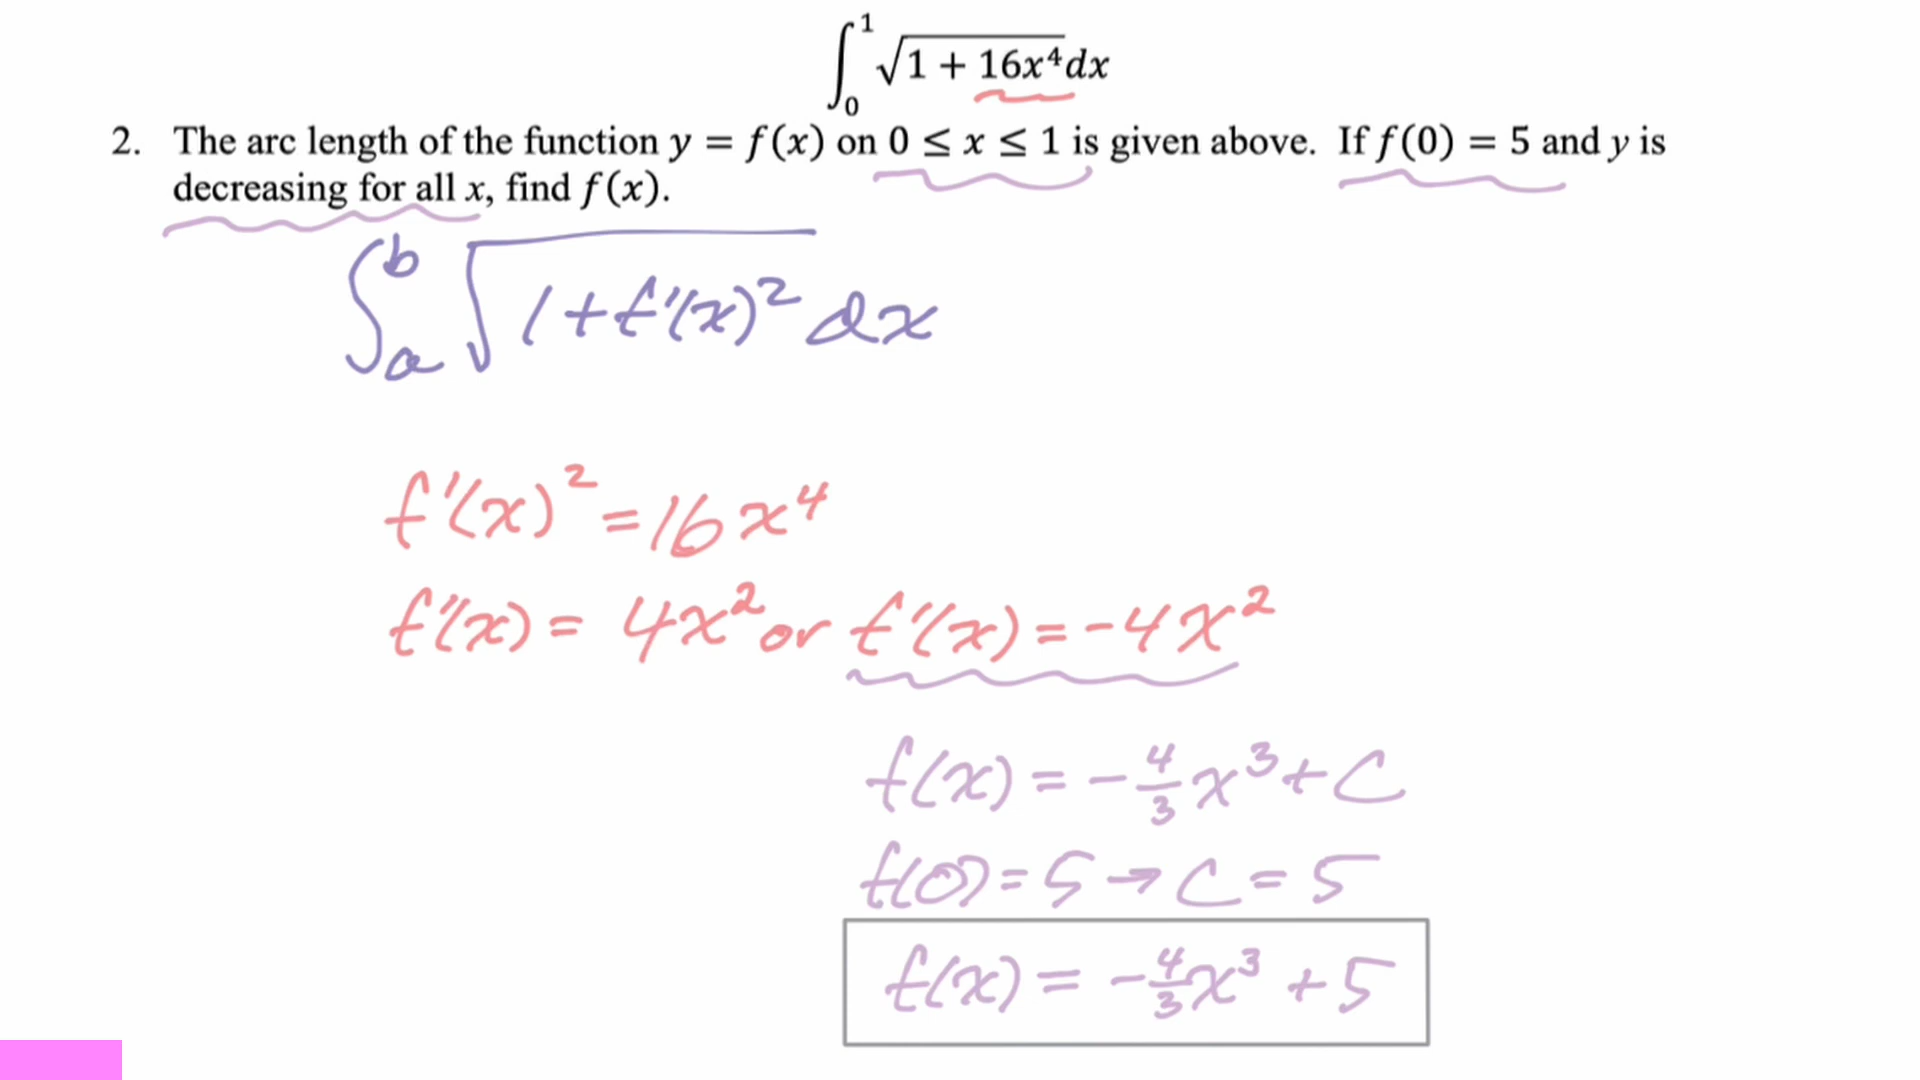 ∫₀¹ √(1 + 16x⁴) dx
2. The arc length of the function y = f(x) on 0 ≤ x ≤ 1 is given above. If f(0) = 5 and y is
decreasing for all x, find f(x).
∫ₐᵇ √(1+f'(x)²) dx
f'(x)² = 16x⁴
f'(x) = 4x² or f'(x) = -4x²
f(x) = -4/3 x³ + C
f(0) = 5 → C = 5
f(x) = -4/3 x³ + 5